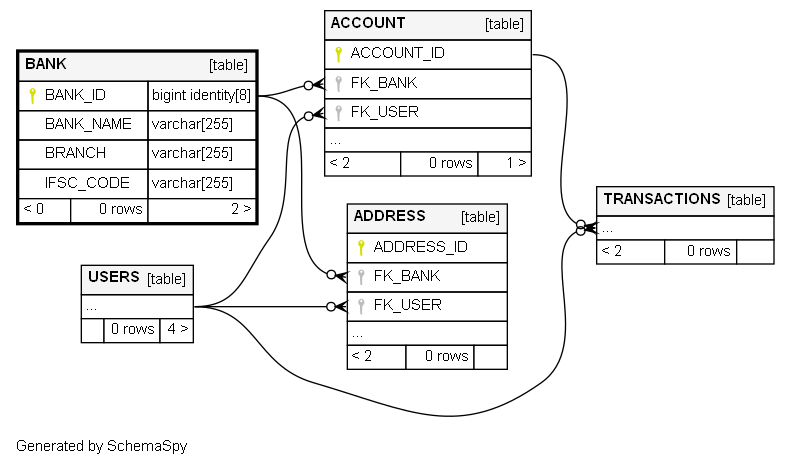 BANK [table]
BANK_ID bigint identity[8]
BANK_NAME varchar[255]
BRANCH varchar[255]
IFSC_CODE varchar[255]
< 0 0 rows 2 >
ACCOUNT [table]
ACCOUNT_ID
FK_BANK
FK_USER
...
< 2 0 rows 1 >
ADDRESS [table]
ADDRESS_ID
FK_BANK
FK_USER
...
< 2 0 rows
USERS [table]
...
0 rows 4 >
TRANSACTIONS [table]
...
< 2 0 rows
Generated by SchemaSpy